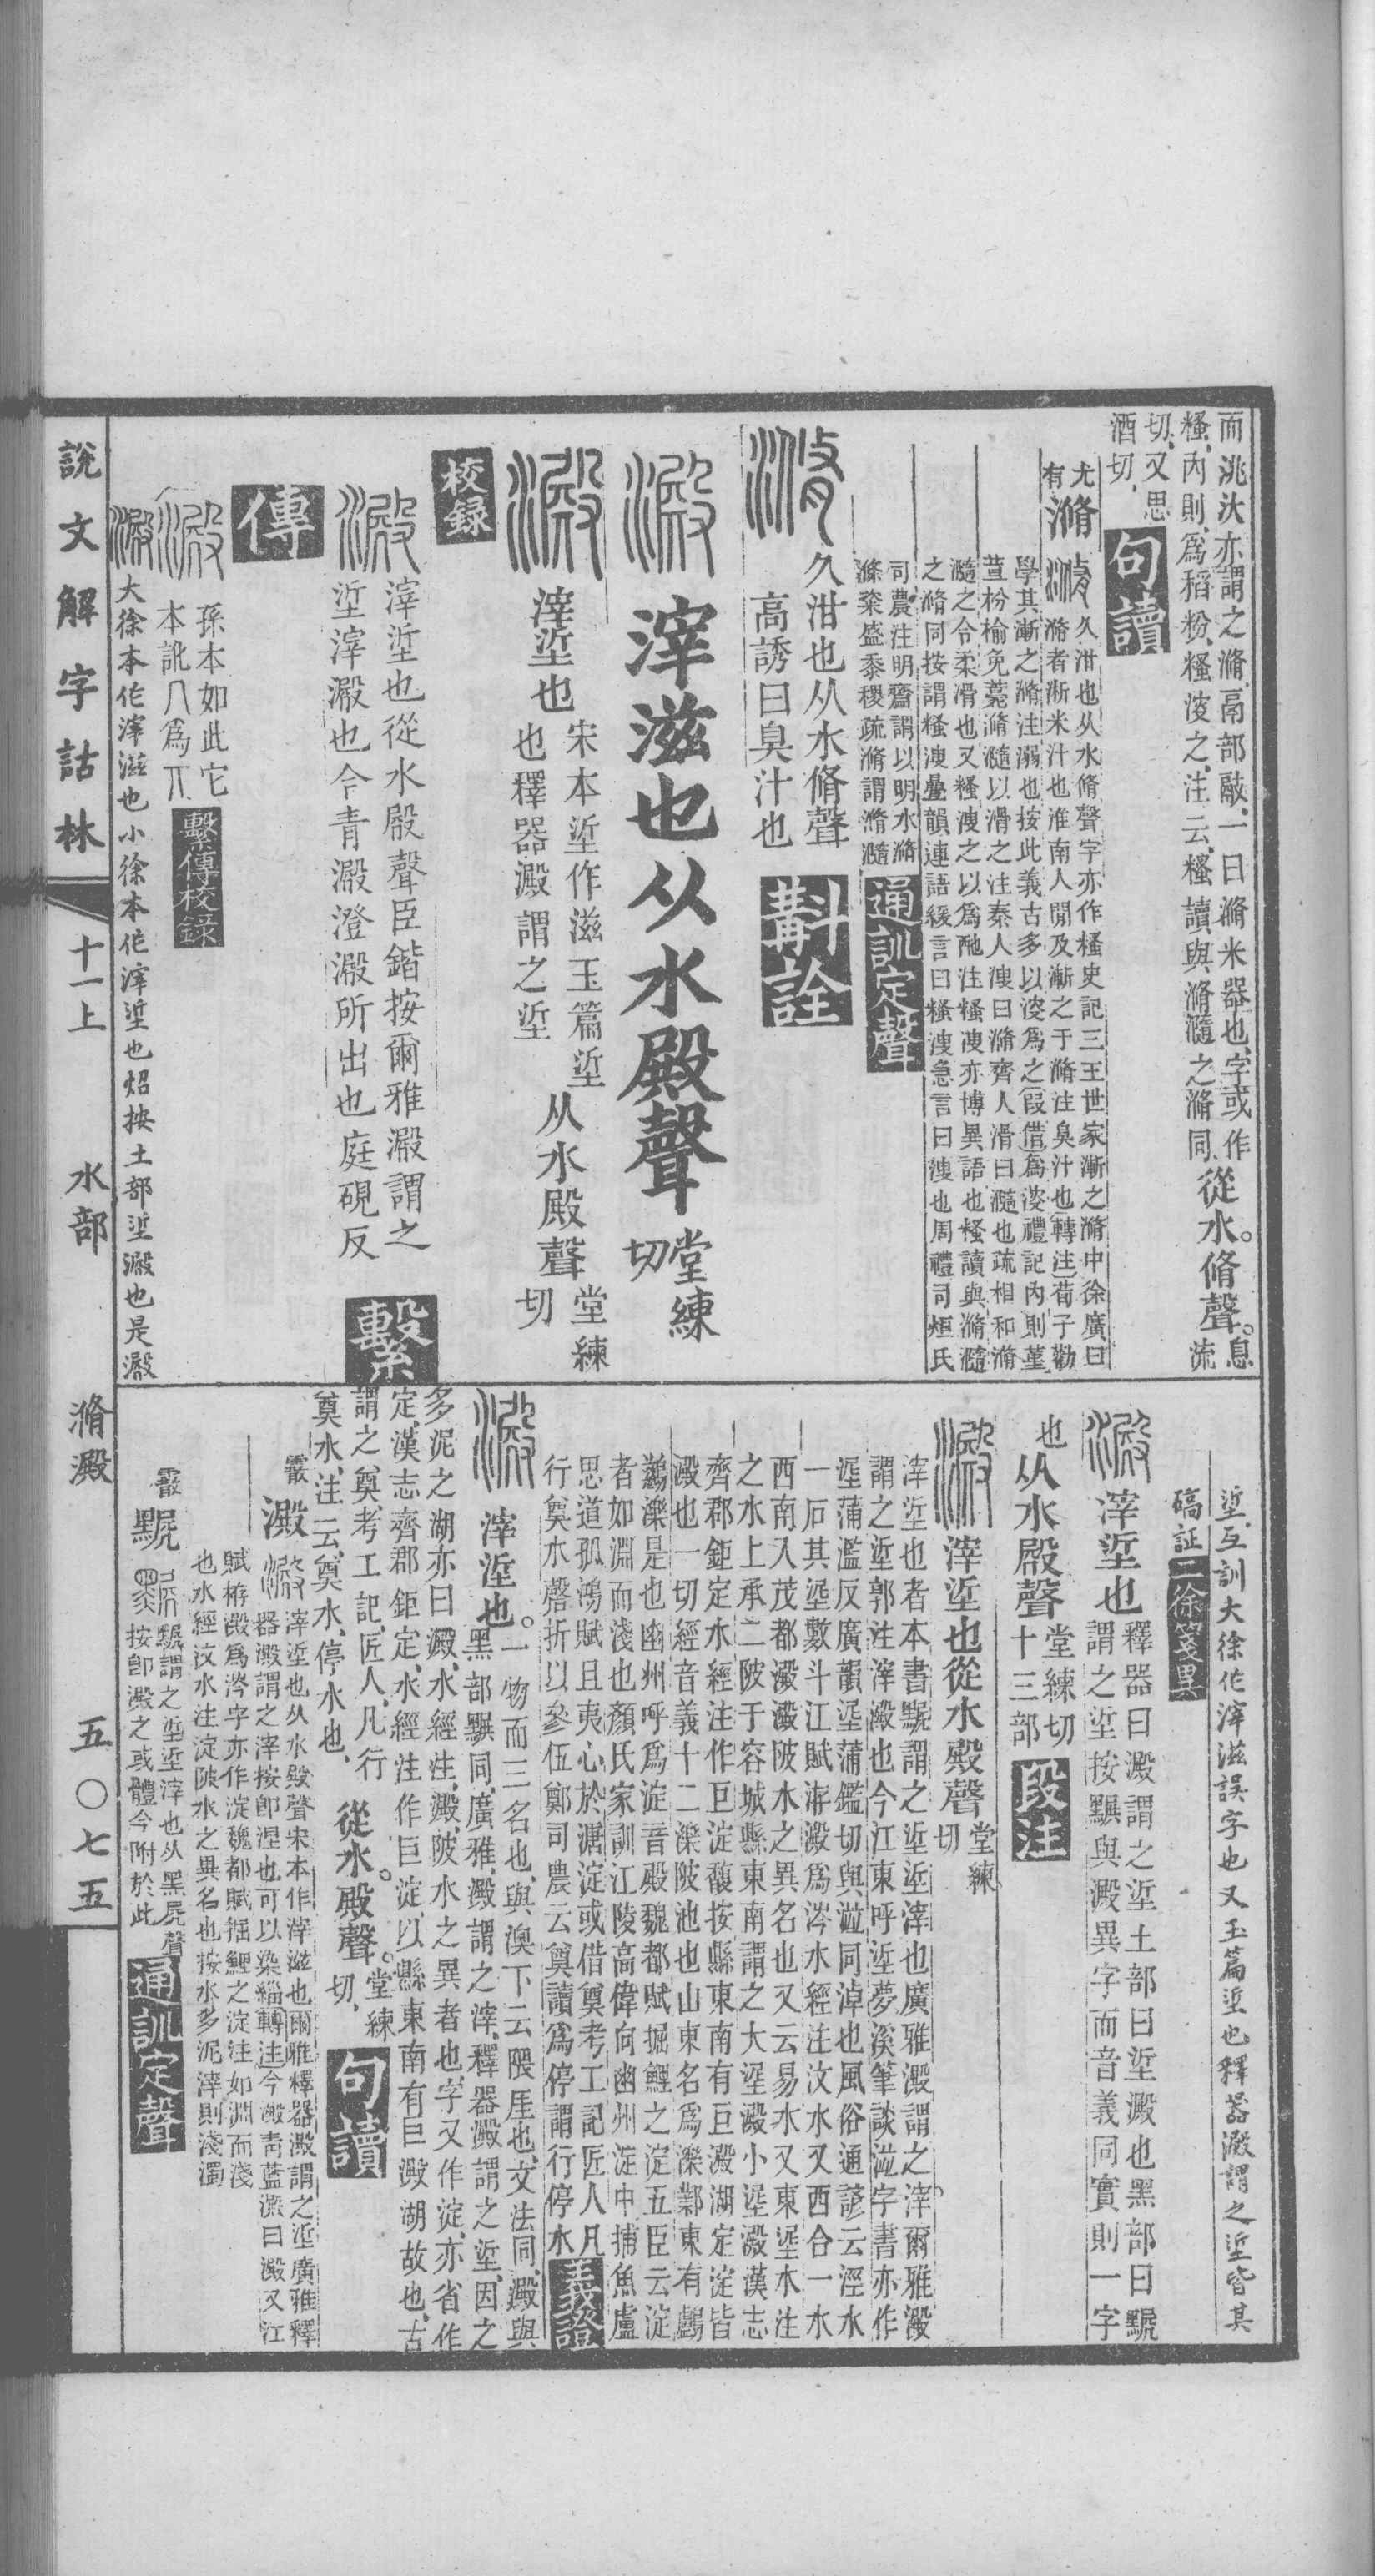 而洮汰亦謂之滫鬲部𩱦一曰滫米器也字或作
糔內則爲稻粉糔溲之注云糔讀與滫瀡之滫同從水脩聲息流
切又思
酒切句讀
尤有滫滫久泔也从水脩聲字亦作糔史記三王世家漸之滫中徐廣曰
滫者淅米汁也淮南人閒及漸之于滫注臭汁也轉注荀子勸
學其漸之滫注溺也按此義古多以溲爲之叚借爲溲禮記內則堇
荁枌榆免薧滫瀡以滑之注秦人溲曰滫齊人滑曰瀡也疏相和滫
瀡之令柔滑也又糔溲之以爲酏注糔溲亦博異語也糔讀與滫瀡
之滫同按謂糔溲疊韻連語緩言曰糔溲急言曰溲也周禮司烜氏
司農注明齍謂以明水滫
滌粢盛黍稷疏滫謂滫瀡通訓定聲
滫久泔也从水脩聲
高誘曰臭汁也斠詮
澱滓滋也从水殿聲堂練切
澱滓垽也宋本垽作滋玉篇垽
也釋器澱謂之垽从水殿聲堂練切
校錄
澱滓垽也從水殿聲臣鍇按爾雅澱謂之
垽滓澱也今青澱澄澱所出也庭硯反繫
傳
澱孫本如此它
本訛八爲丌繫傳校錄
澱大徐本作滓滋也小徐本作滓垽也炤按土部垽澱也是澱
說文解字詁林 十一上 水部 滫澱 五〇七五
垽互訓大徐作滓滋誤字也又玉篇垽也釋器澱謂之垽皆其
碻証二徐箋異
澱滓垽也釋器曰澱謂之垽土部曰垽澱也黑部曰黰
謂之垽按黰與澱異字而音義同實則一字
也从水殿聲堂練切十三部段注
澱滓垽也從水殿聲堂練切
滓垽也者本書黰謂之垽垽滓也廣雅澱謂之滓爾雅澱
謂之垽郭注滓澱也今江東呼垽夢溪筆談湴字書亦作
埿蒲濫反廣韻埿蒲鑑切與湴同淖也風俗通諺云涇水
一石其埿數斗江賦洊澱爲涔水經注汶水又西合一水
西南入茂都澱澱陂水之異名也又云易水又東埿水注
之水上承二陂于容城縣東南謂之大埿澱小埿澱漢志
齊郡鉅定水經注作巨淀馥按縣東南有巨澱湖定淀皆
澱也一切經音義十二濼陂池也山東名爲濼鄴東有鸕
鷀濼是也幽州呼爲淀音殿魏都賦掘鯉之淀五臣云淀
者如淵而淺也顏氏家訓江陵高偉向幽州淀中捕魚盧
思道孤鴻賦且夷心於溏淀或借奠考工記匠人凡
行奠水磬折以參伍鄭司農云奠讀爲停謂行停水義證
澱滓垽也一物而三名也與澳下云隈厓也文法同澱與
黑部黰同廣雅澱謂之滓釋器澱謂之垽因之
多泥之湖亦曰澱水經注澱陂水之異者也字又作淀亦省作
定漢志齊郡鉅定水經注作巨淀以縣東南有巨澱湖故也古
謂之奠考工記匠人凡行
奠水注云奠水停水也從水殿聲堂練切句讀
霰澱澱滓垽也从水殿聲宋本作滓滋也爾雅釋器澱謂之垽廣雅釋
器澱謂之滓按卽涅也可以染緇轉注今澱靑藍澱曰澱又江
賦栫澱爲涔字亦作淀魏都賦掘鯉之淀注如淵而淺
也水經汶水注淀陂水之異名也按水多泥滓則淺濁
霰黰黰黰謂之垽垽滓也从黑𡱂聲
按卽澱之或體今附於此通訓定聲